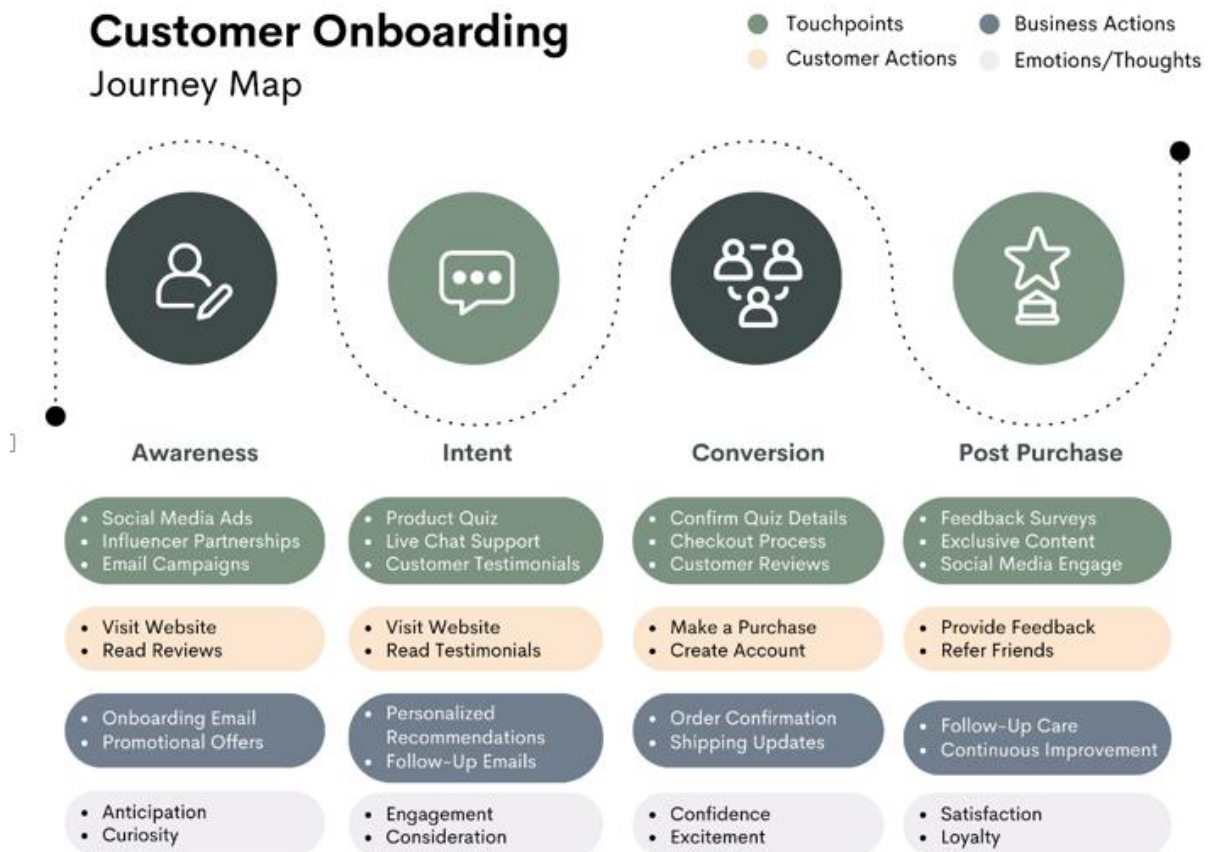 Customer Onboarding
Journey Map
Touchpoints
Business Actions
Customer Actions
Emotions/Thoughts
]
Awareness
Intent
Conversion
Post Purchase
• Social Media Ads
• Influencer Partnerships
• Email Campaigns
• Product Quiz
• Live Chat Support
• Customer Testimonials
• Confirm Quiz Details
• Checkout Process
• Customer Reviews
• Feedback Surveys
• Exclusive Content
• Social Media Engage
• Visit Website
• Read Reviews
• Visit Website
• Read Testimonials
• Make a Purchase
• Create Account
• Provide Feedback
• Refer Friends
• Onboarding Email
• Promotional Offers
• Personalized
Recommendations
• Follow-Up Emails
• Order Confirmation
• Shipping Updates
• Follow-Up Care
• Continuous Improvement
• Anticipation
• Curiosity
• Engagement
• Consideration
• Confidence
• Excitement
• Satisfaction
• Loyalty